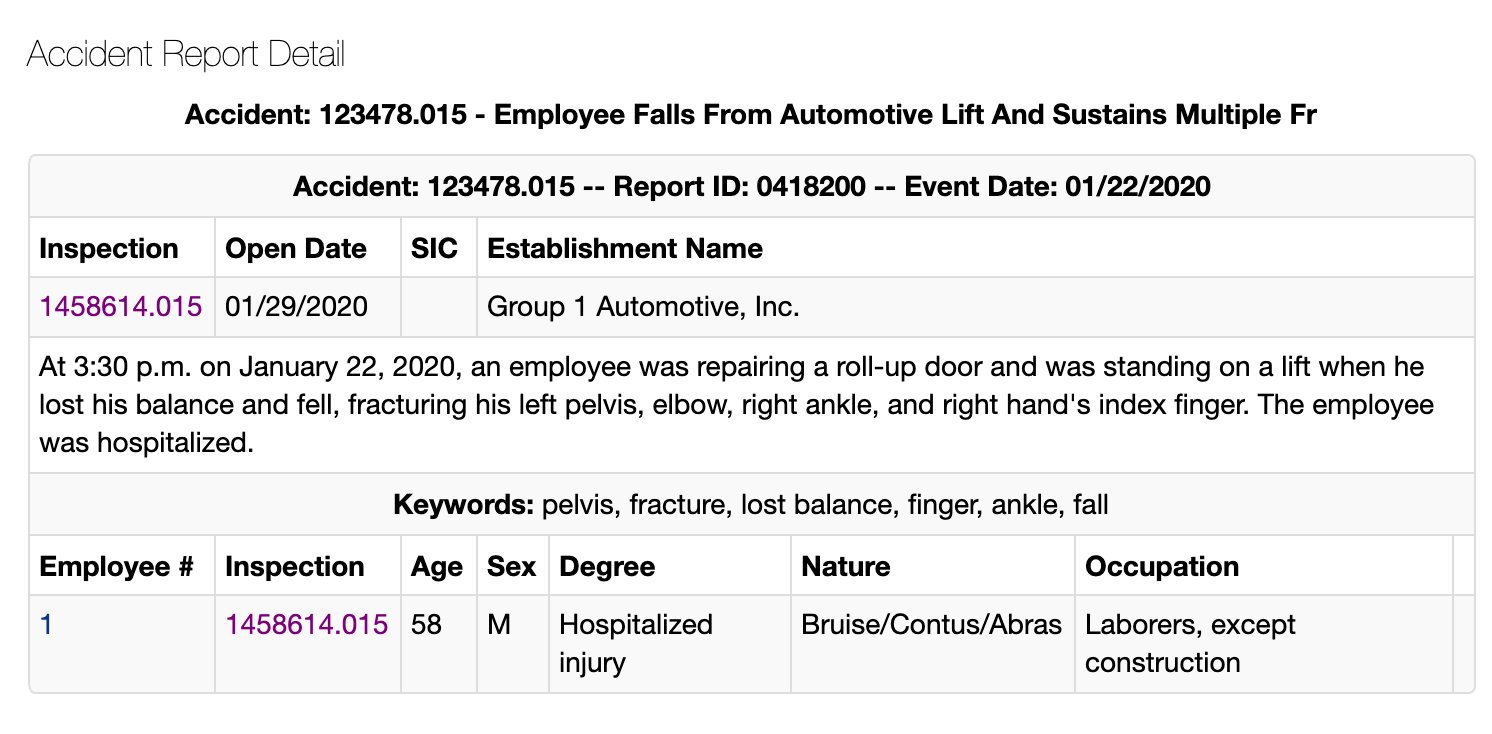 Accident Report Detail
Accident: 123478.015 - Employee Falls From Automotive Lift And Sustains Multiple Fr
Accident: 123478.015 -- Report ID: 0418200 -- Event Date: 01/22/2020
Inspection Open Date SIC Establishment Name
1458614.015 01/29/2020 Group 1 Automotive, Inc.
At 3:30 p.m. on January 22, 2020, an employee was repairing a roll-up door and was standing on a lift when he
lost his balance and fell, fracturing his left pelvis, elbow, right ankle, and right hand's index finger. The employee
was hospitalized.
Keywords: pelvis, fracture, lost balance, finger, ankle, fall
Employee # Inspection Age Sex Degree Nature Occupation
1 1458614.015 58 M Hospitalized Bruise/Contus/Abras Laborers, except
injury construction